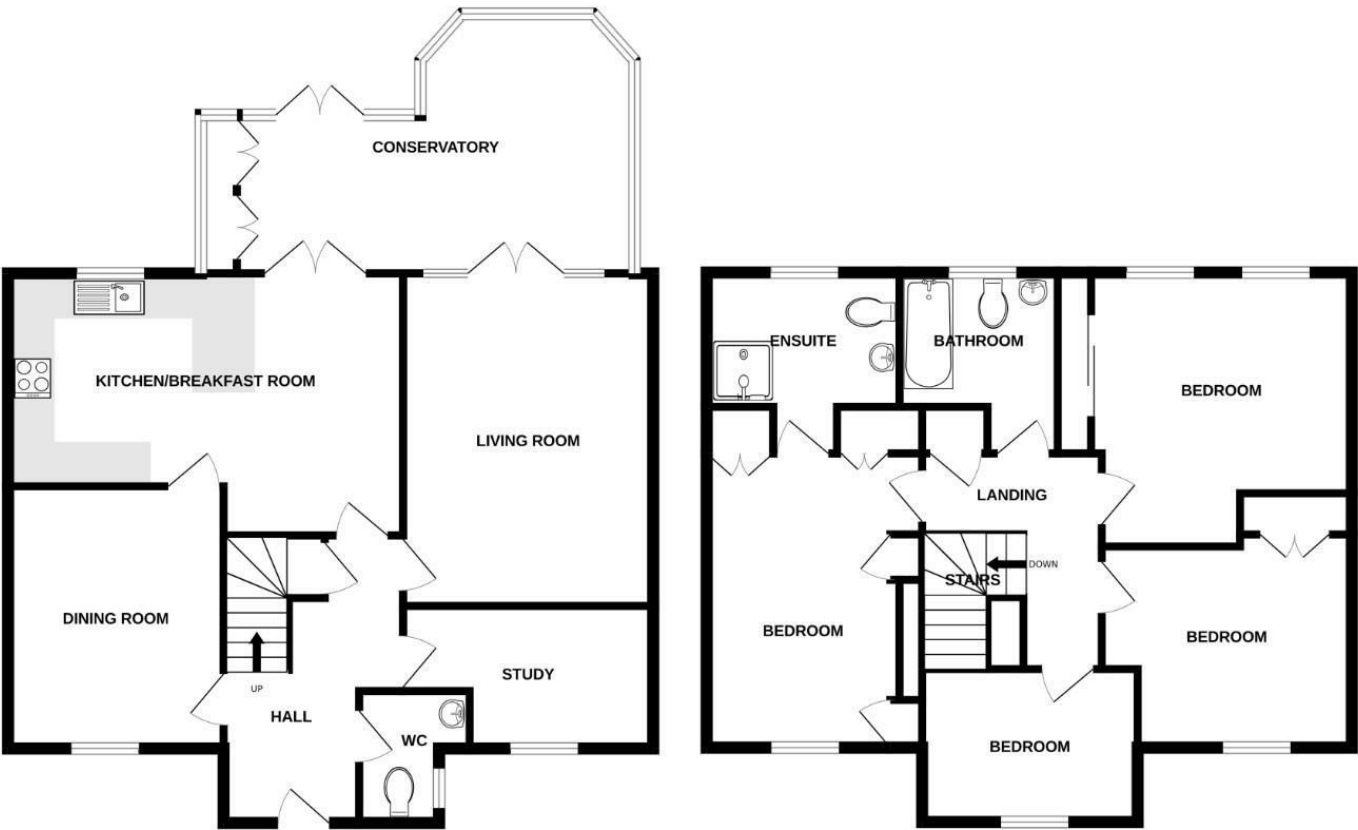 CONSERVATORY
KITCHEN/BREAKFAST ROOM
LIVING ROOM
DINING ROOM
UP
HALL
WC
STUDY
ENSUITE
BATHROOM
BEDROOM
LANDING
STAIRS
DOWN
BEDROOM
BEDROOM
BEDROOM